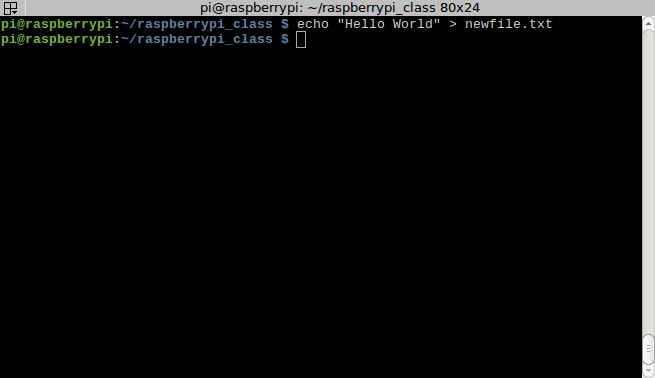 pi@raspberrypi: ~/raspberrypi_class 80x24
pi@raspberrypi:~/raspberrypi_class $ echo "Hello World" > newfile.txt
pi@raspberrypi:~/raspberrypi_class $